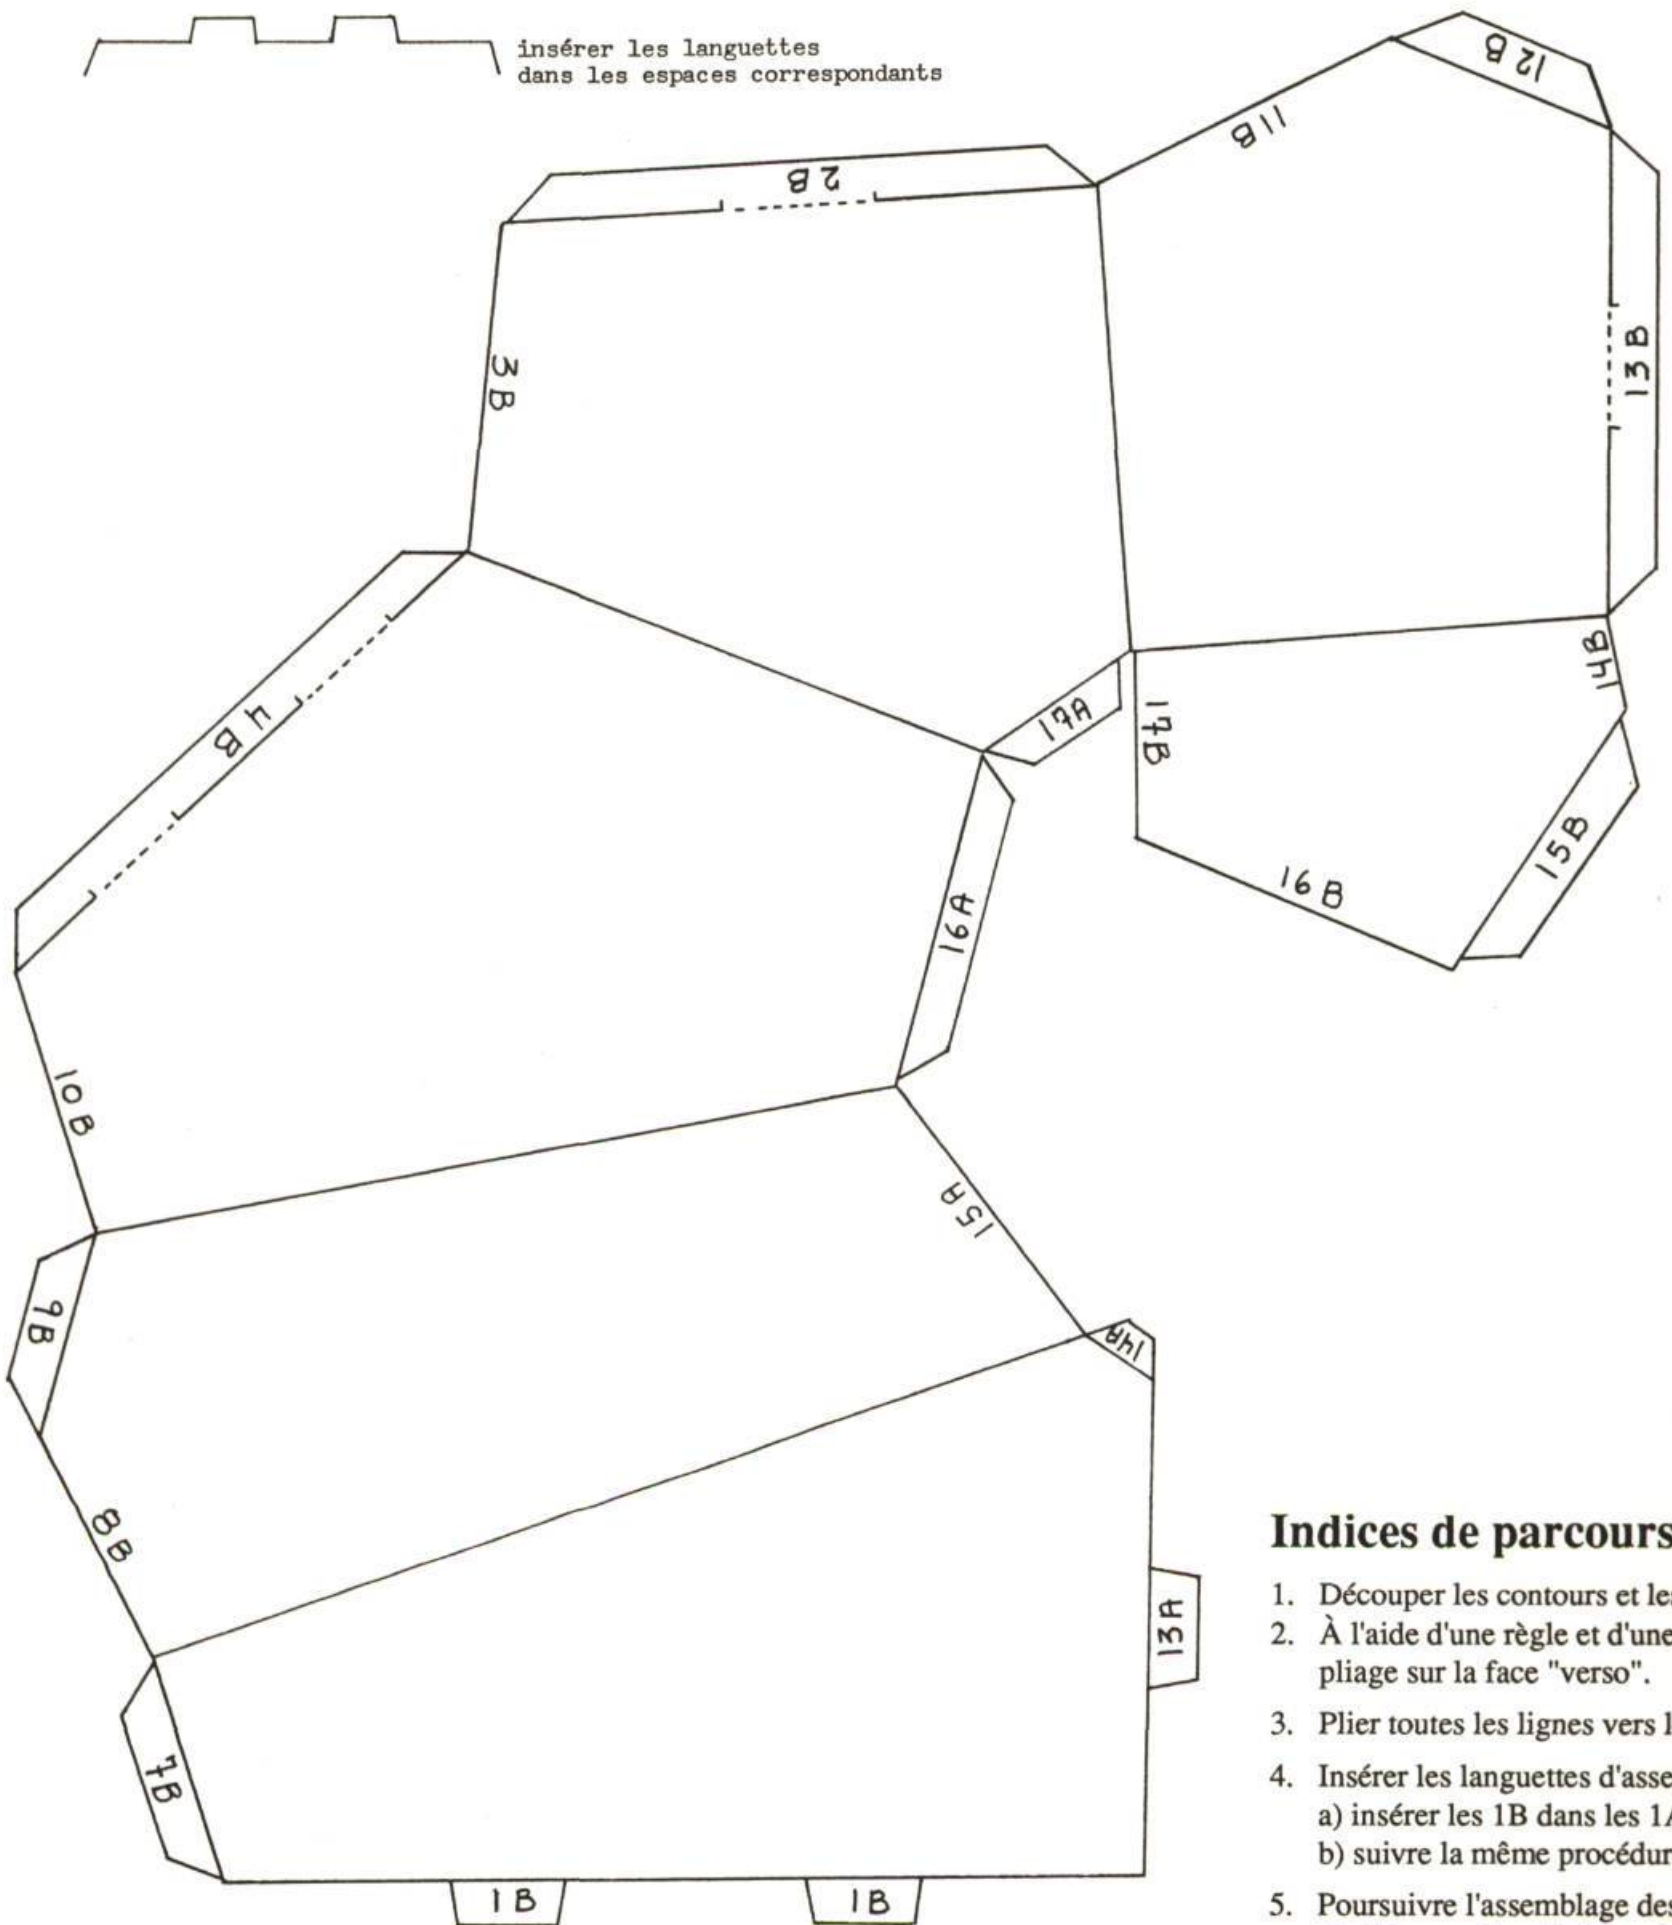 insérer les languettes
dans les espaces correspondants
12B
11B
2B
13B
3B
14B
17A
17B
4B
15B
16B
16A
10B
15A
9B
14A
8B
13A
7B
1B
1B
Indices de parcours
1. Découper les contours et les
2. À l'aide d'une règle et d'une
pliage sur la face "verso".
3. Plier toutes les lignes vers l
4. Insérer les languettes d'asse
a) insérer les 1B dans les 1A
b) suivre la même procédur
5. Poursuivre l'assemblage des